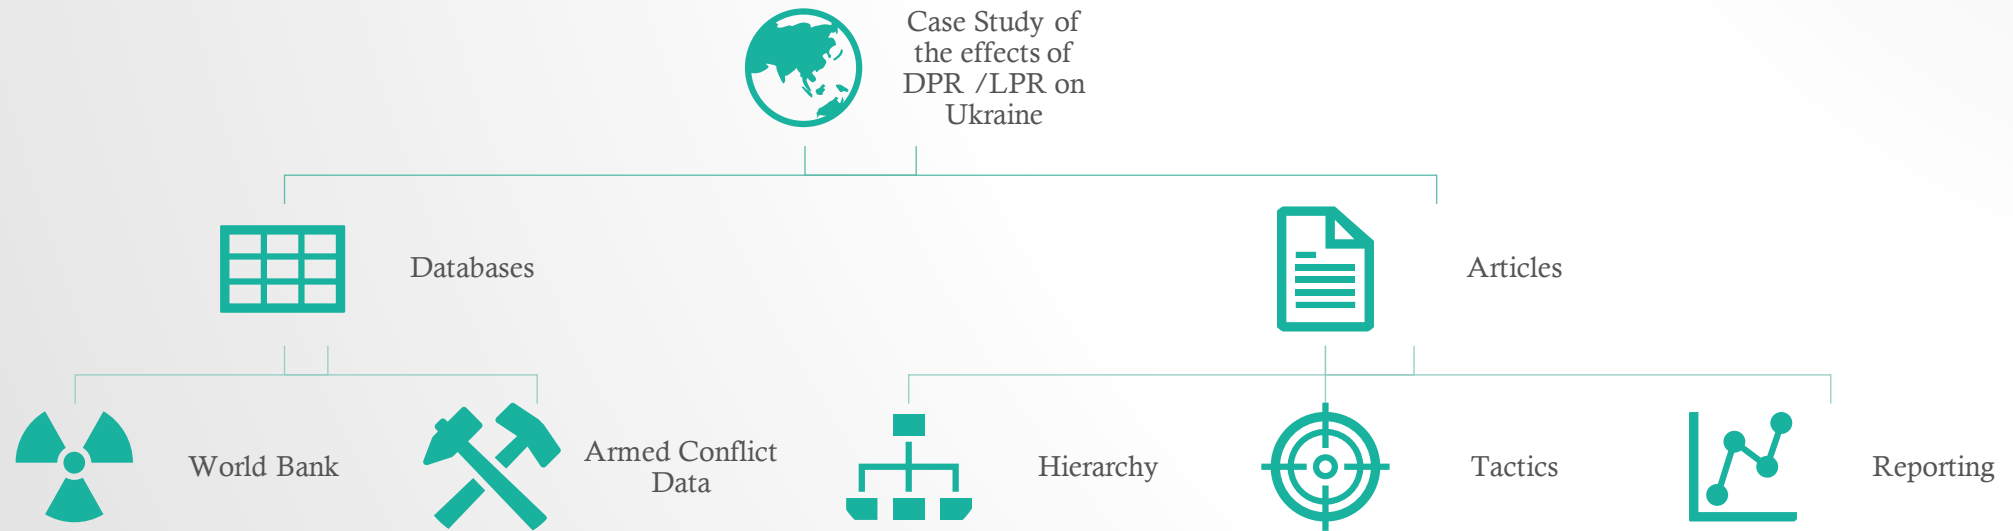 Case Study of
the effects of
DPR /LPR on
Ukraine
Databases
Articles
World Bank
Armed Conflict
Data
Hierarchy
Tactics
Reporting